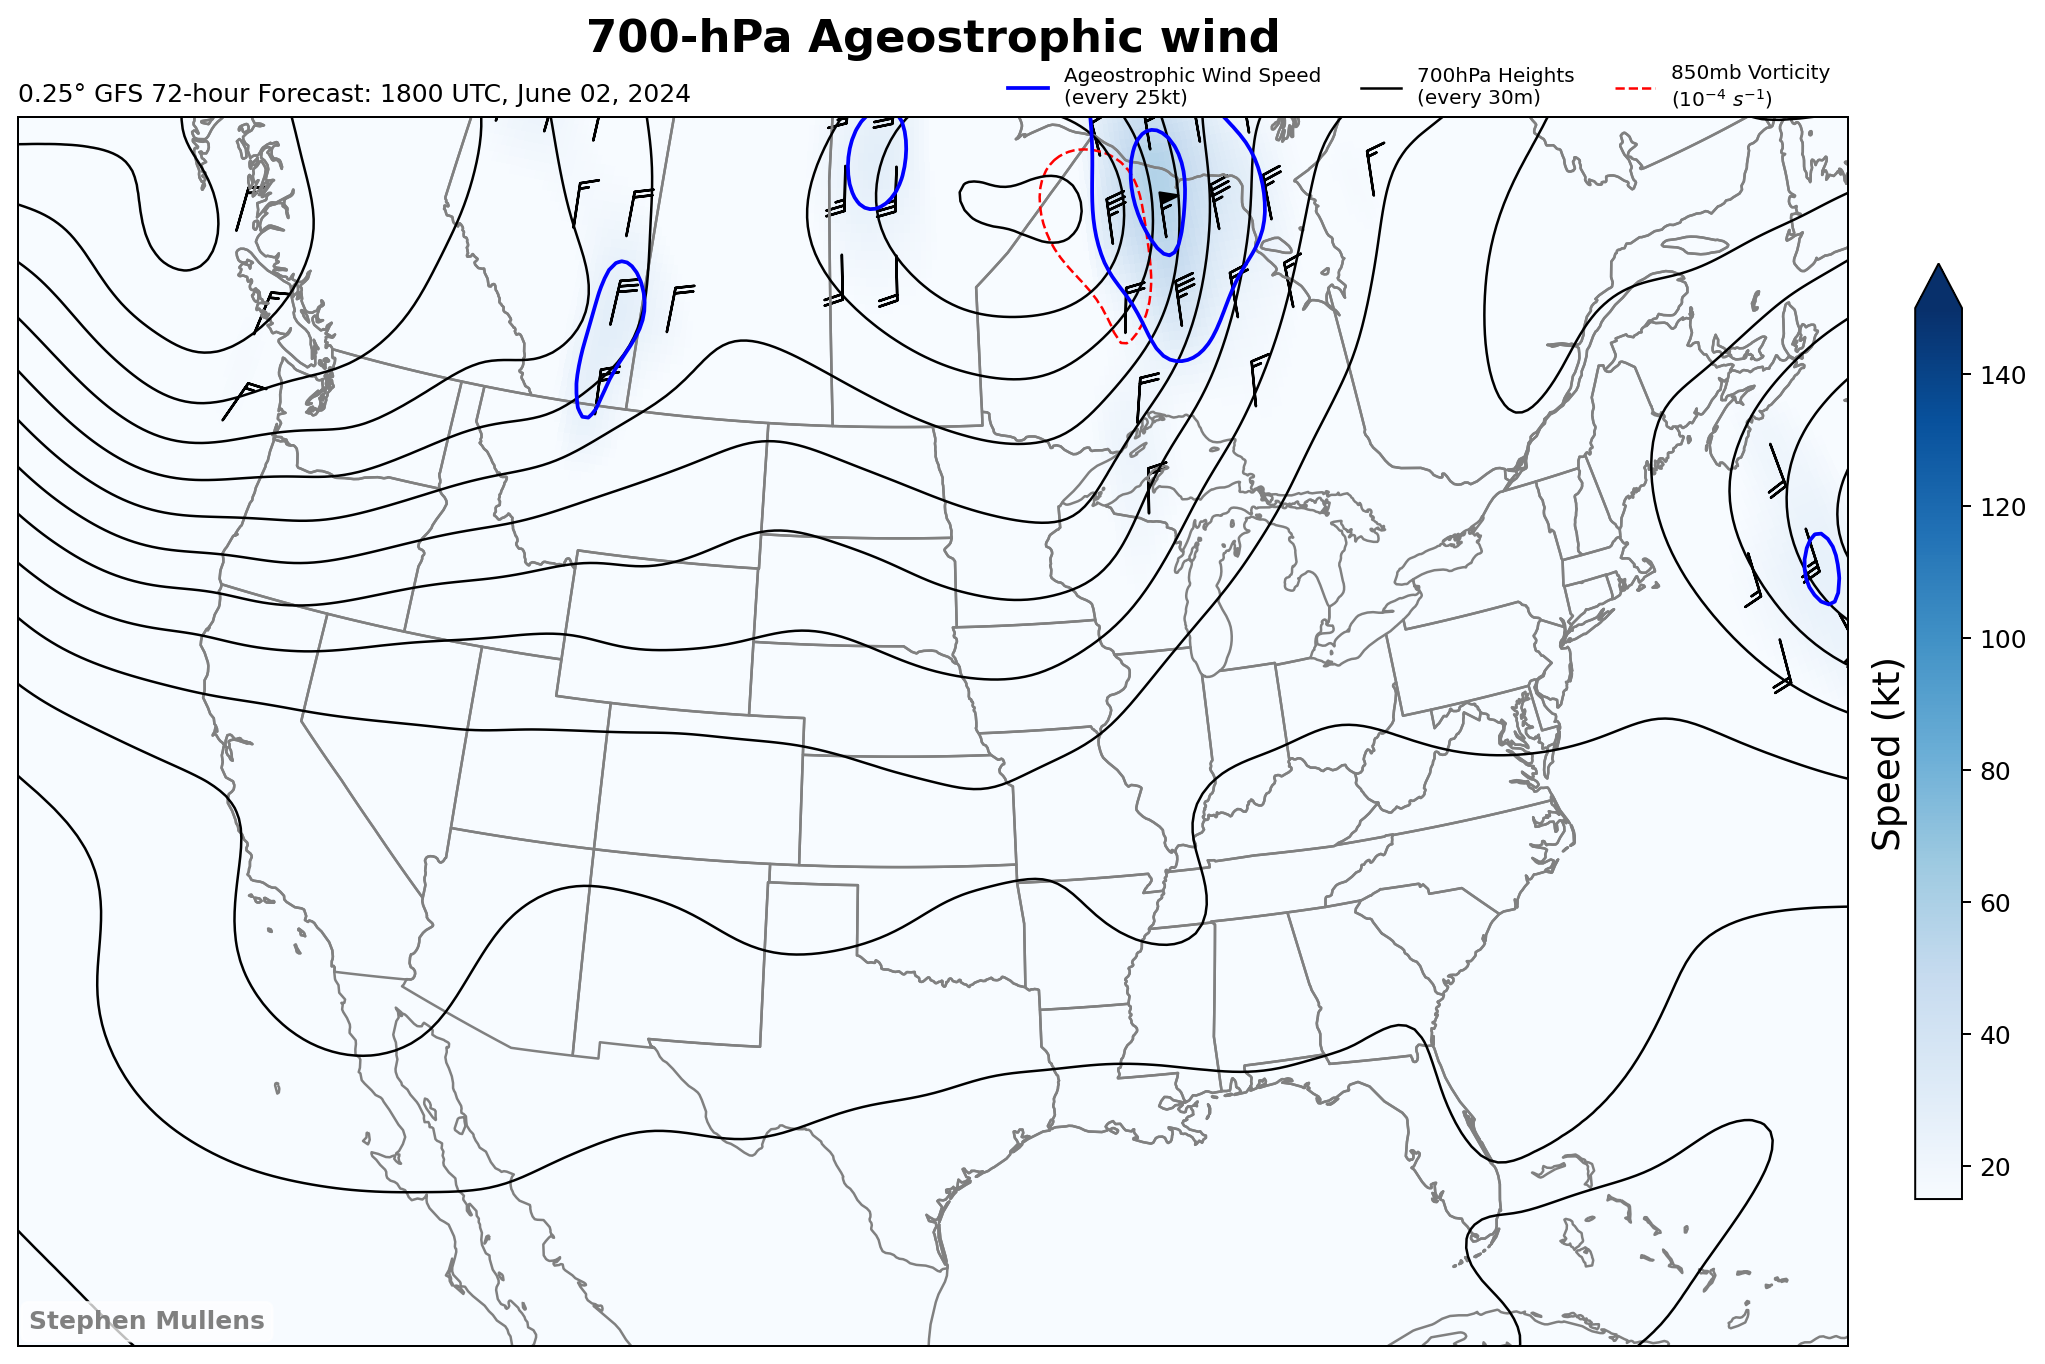 700-hPa Ageostrophic wind
0.25° GFS 72-hour Forecast: 1800 UTC, June 02, 2024
Ageostrophic Wind Speed
(every 25kt)
700hPa Heights
(every 30m)
850mb Vorticity
(10⁻⁴ s⁻¹)
140
120
100
80
60
40
20
Speed (kt)
Stephen Mullens